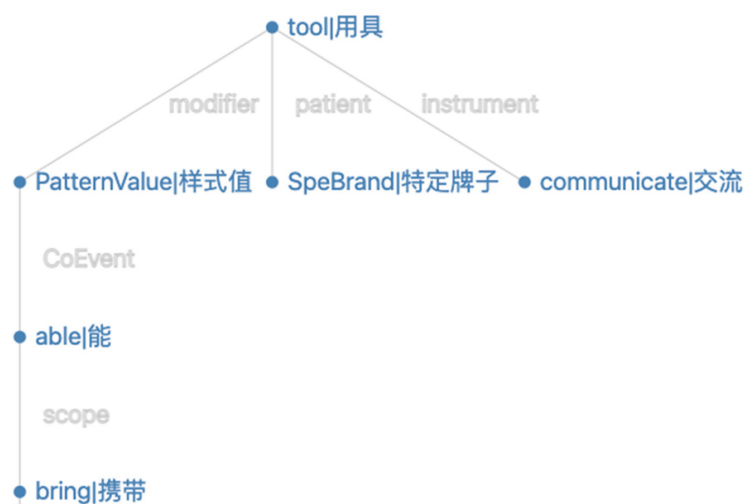 tool|用具
modifier patient instrument
PatternValue|样式值 SpeBrand|特定牌子 communicate|交流
CoEvent
able|能
scope
bring|携带